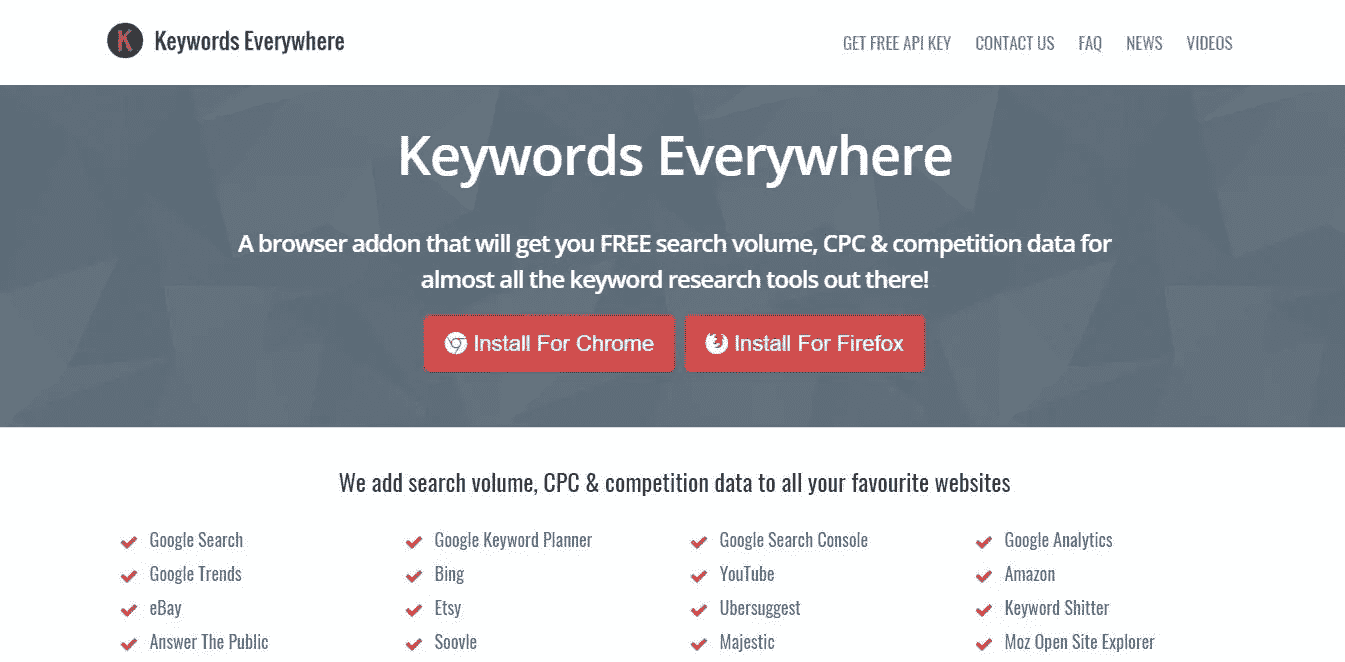 Keywords Everywhere
GET FREE API KEY CONTACT US FAQ NEWS VIDEOS
Keywords Everywhere
A browser addon that will get you FREE search volume, CPC & competition data for
almost all the keyword research tools out there!
Install For Chrome Install For Firefox
We add search volume, CPC & competition data to all your favourite websites
Google Search Google Keyword Planner Google Search Console Google Analytics
Google Trends Bing YouTube Amazon
eBay Etsy Ubersuggest Keyword Shitter
Answer The Public Soovle Majestic Moz Open Site Explorer